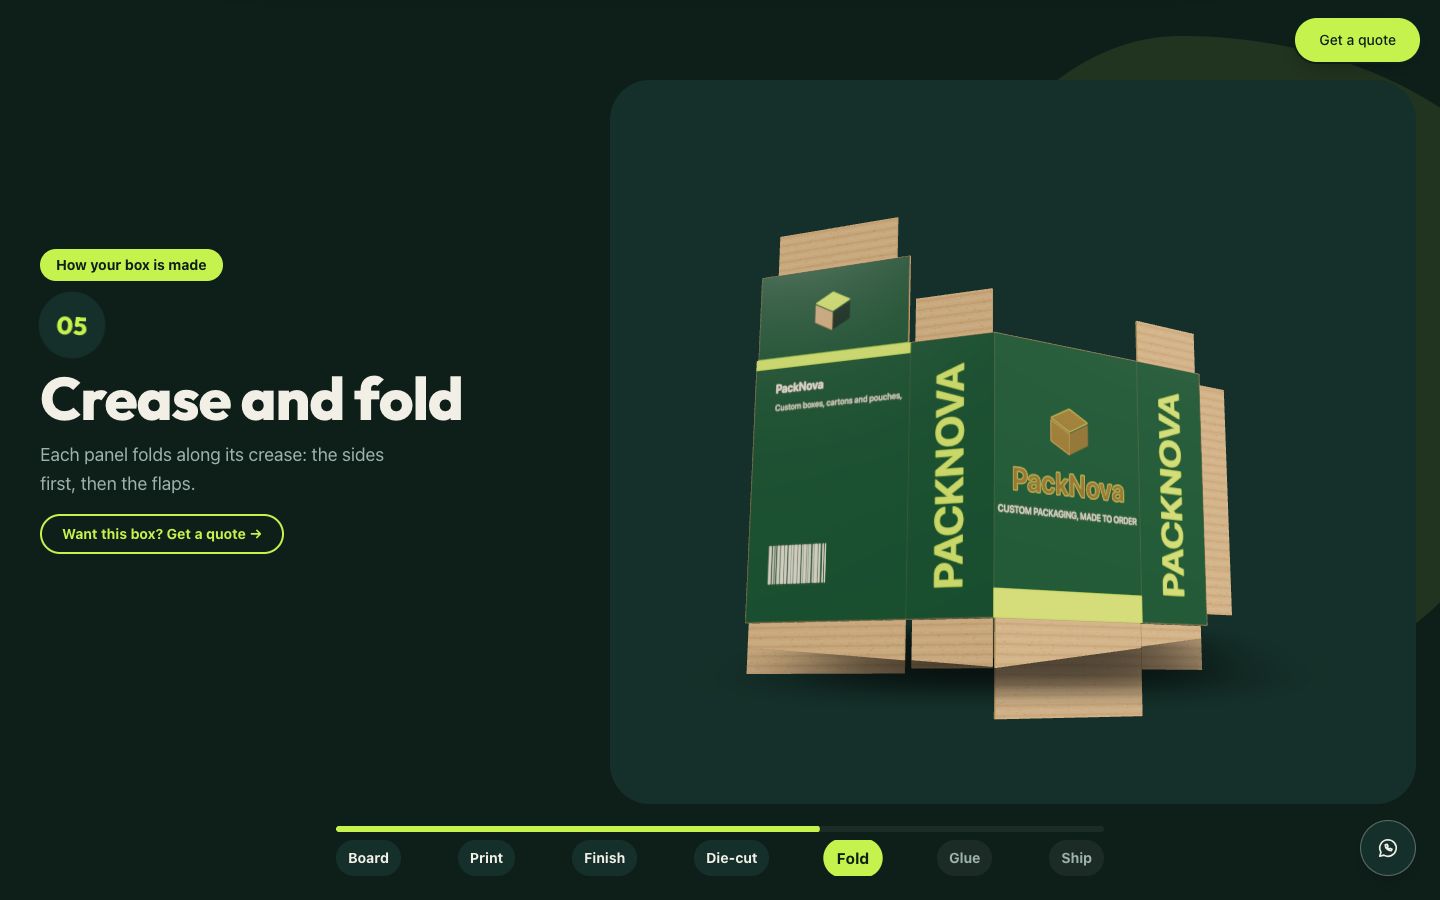 Get a quote
How your box is made
05
Crease and fold
Each panel folds along its crease: the sides
first, then the flaps.
Want this box? Get a quote →
PackNova
Custom boxes, cartons and pouches,
PACKNOVA
PackNova
CUSTOM PACKAGING, MADE TO ORDER
PACKNOVA
Board
Print
Finish
Die-cut
Fold
Glue
Ship